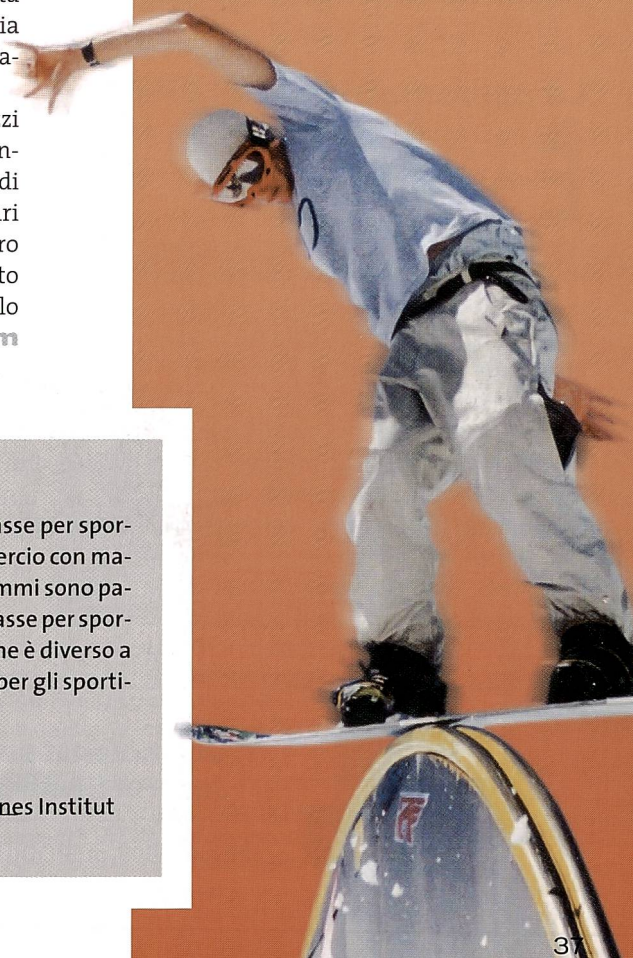 ia
a-
zi
n-
di
ri
ro
to
lo
m
asse per spor-
ercio con ma-
mmi sono pa-
asse per spor-
ne è diverso a
per gli sporti-
nes Institut
37